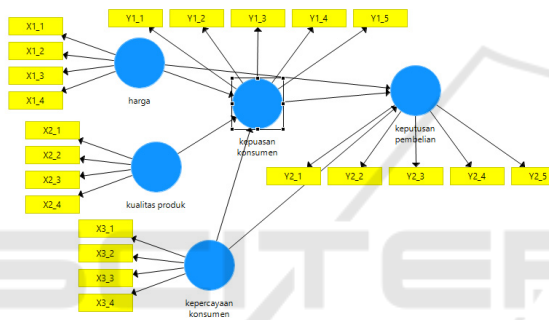 Y1_1 Y1_2 Y1_3 Y1_4 Y1_5
X1_1
X1_2
X1_3
X1_4
harga
kepuasan
konsumen
keputusan
pembelian
X2_1
X2_2
X2_3
X2_4
kualitas produk
Y2_1 Y2_2 Y2_3 Y2_4 Y2_5
X3_1
X3_2
X3_3
X3_4
kepercayaan
konsumen